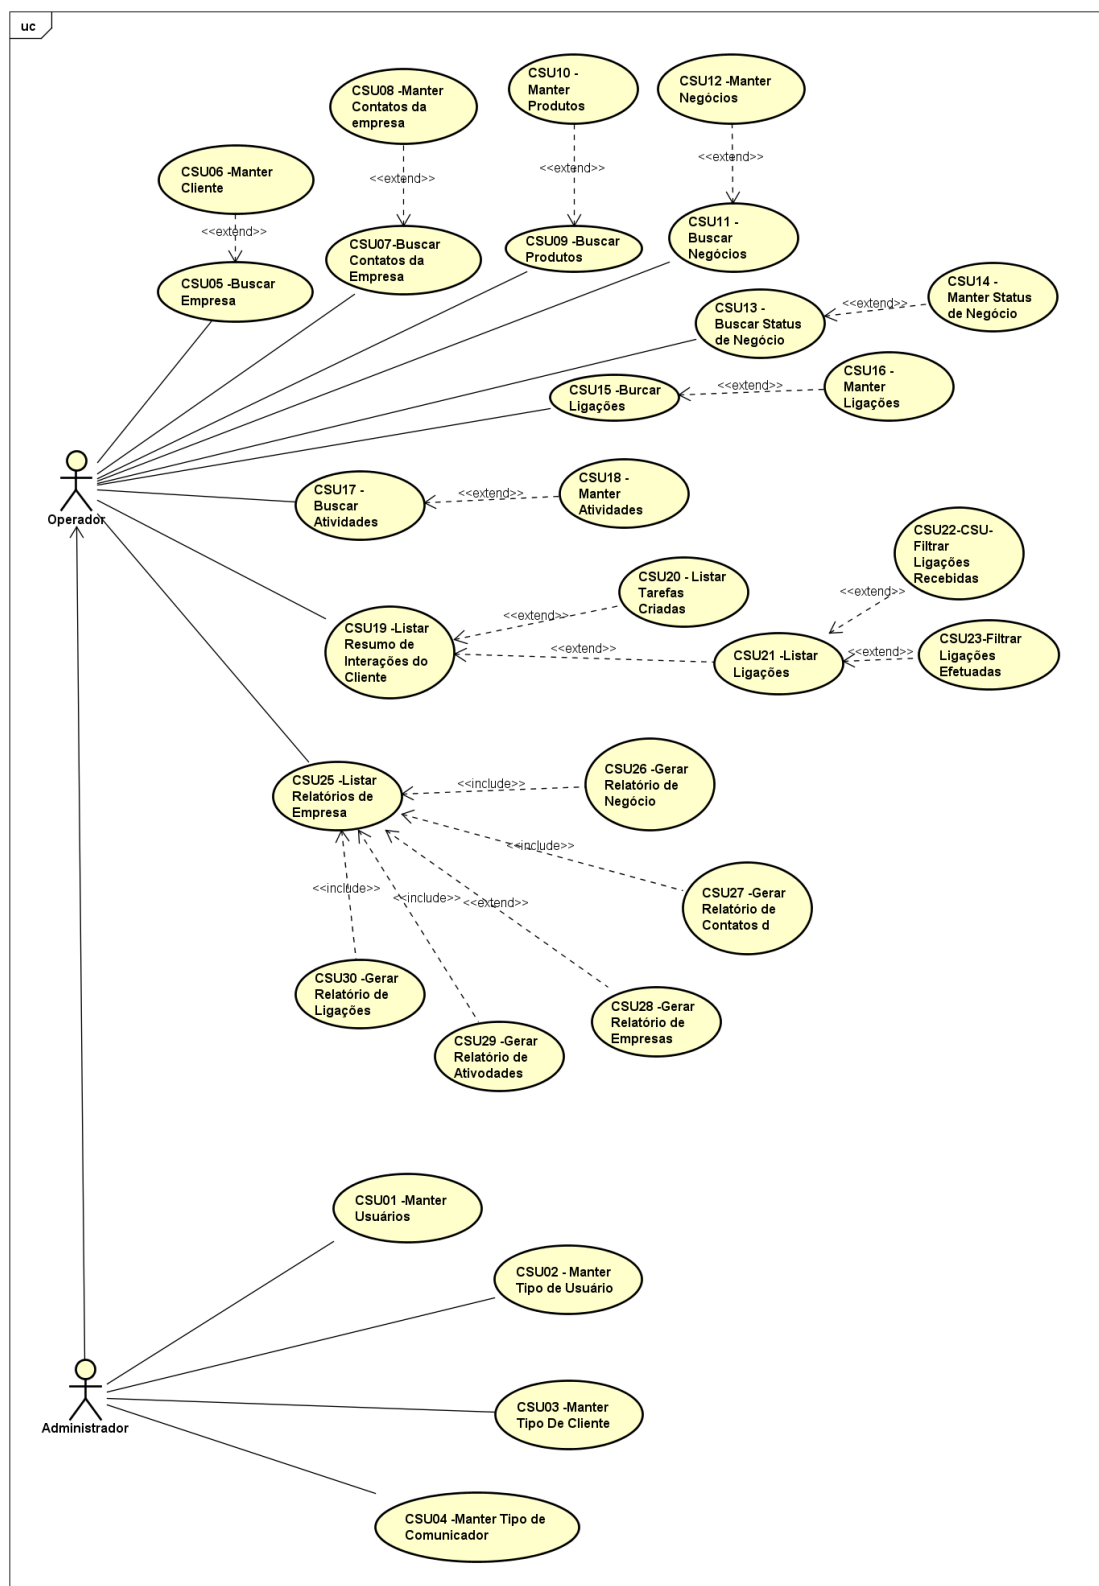 uc
CSU10 -
Manter
Produtos
CSU12 -Manter
Negócios
CSU08 -Manter
Contatos da
empresa
CSU06 -Manter
Cliente
<<extend>>
<<extend>>
<<extend>>
<<extend>>
CSU05 -Buscar
Empresa
CSU07-Buscar
Contatos da
Empresa
CSU09 -Buscar
Produtos
CSU11 -
Buscar
Negócios
CSU13 -
Buscar Status
de Negócio
<<extend>>
CSU14 -
Manter Status
de Negócio
CSU15 -Burcar
Ligações
<<extend>>
CSU16 -
Manter
Ligações
Operador
CSU17 -
Buscar
Atividades
<<extend>>
CSU18 -
Manter
Atividades
CSU22-CSU-
Filtrar
Ligações
Recebidas
CSU20 - Listar
Tarefas
Criadas
<<extend>>
<<extend>>
CSU19 -Listar
Resumo de
Interações do
Cliente
<<extend>>
CSU21 -Listar
Ligações
<<extend>>
CSU23-Filtrar
Ligações
Efetuadas
CSU25 -Listar
Relatórios de
Empresa
<<include>>
CSU26 -Gerar
Relatório de
Negócio
<<include>>
CSU27 -Gerar
Relatório de
Contatos d
<<include>>
<<include>>
<<extend>>
CSU30 -Gerar
Relatório de
Ligações
CSU29 -Gerar
Relatório de
Ativodades
CSU28 -Gerar
Relatório de
Empresas
CSU01 -Manter
Usuários
CSU02 - Manter
Tipo de Usuário
Administrador
CSU03 -Manter
Tipo De Cliente
CSU04 -Manter Tipo de
Comunicador